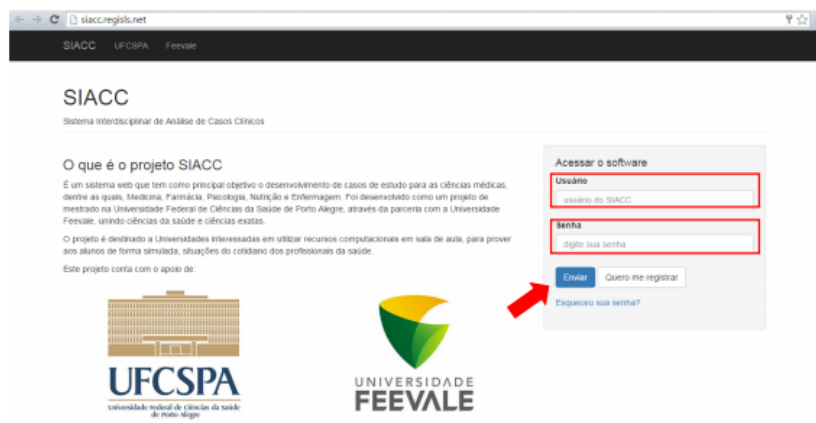 siacc.regisls.net
SIACC UFCSPA Feevale
SIACC
Sistema Interdisciplinar de Análise de Casos Clínicos
O que é o projeto SIACC
É um sistema web que tem como principal objetivo o desenvolvimento de casos de estudo para as ciências médicas,
dentre as quais, Medicina, Farmácia, Psicologia, Nutrição e Enfermagem. Foi desenvolvido como um projeto de
mestrado na Universidade Federal de Ciências da Saúde de Porto Alegre, através da parceria com a Universidade
Feevale, unindo ciências da saúde e ciências exatas.
O projeto é destinado a Universidades interessadas em utilizar recursos computacionais em sala de aula, para prover
aos alunos de forma simulada, situações do cotidiano dos profissionais da saúde.
Este projeto conta com o apoio de:
UFCSPA
Universidade Federal de Ciências da Saúde
de Porto Alegre
UNIVERSIDADE
FEEVALE
Acessar o software
Usuário
usuário do SIACC
Senha
digite sua senha
Enviar Quero me registrar
Esqueceu sua senha?